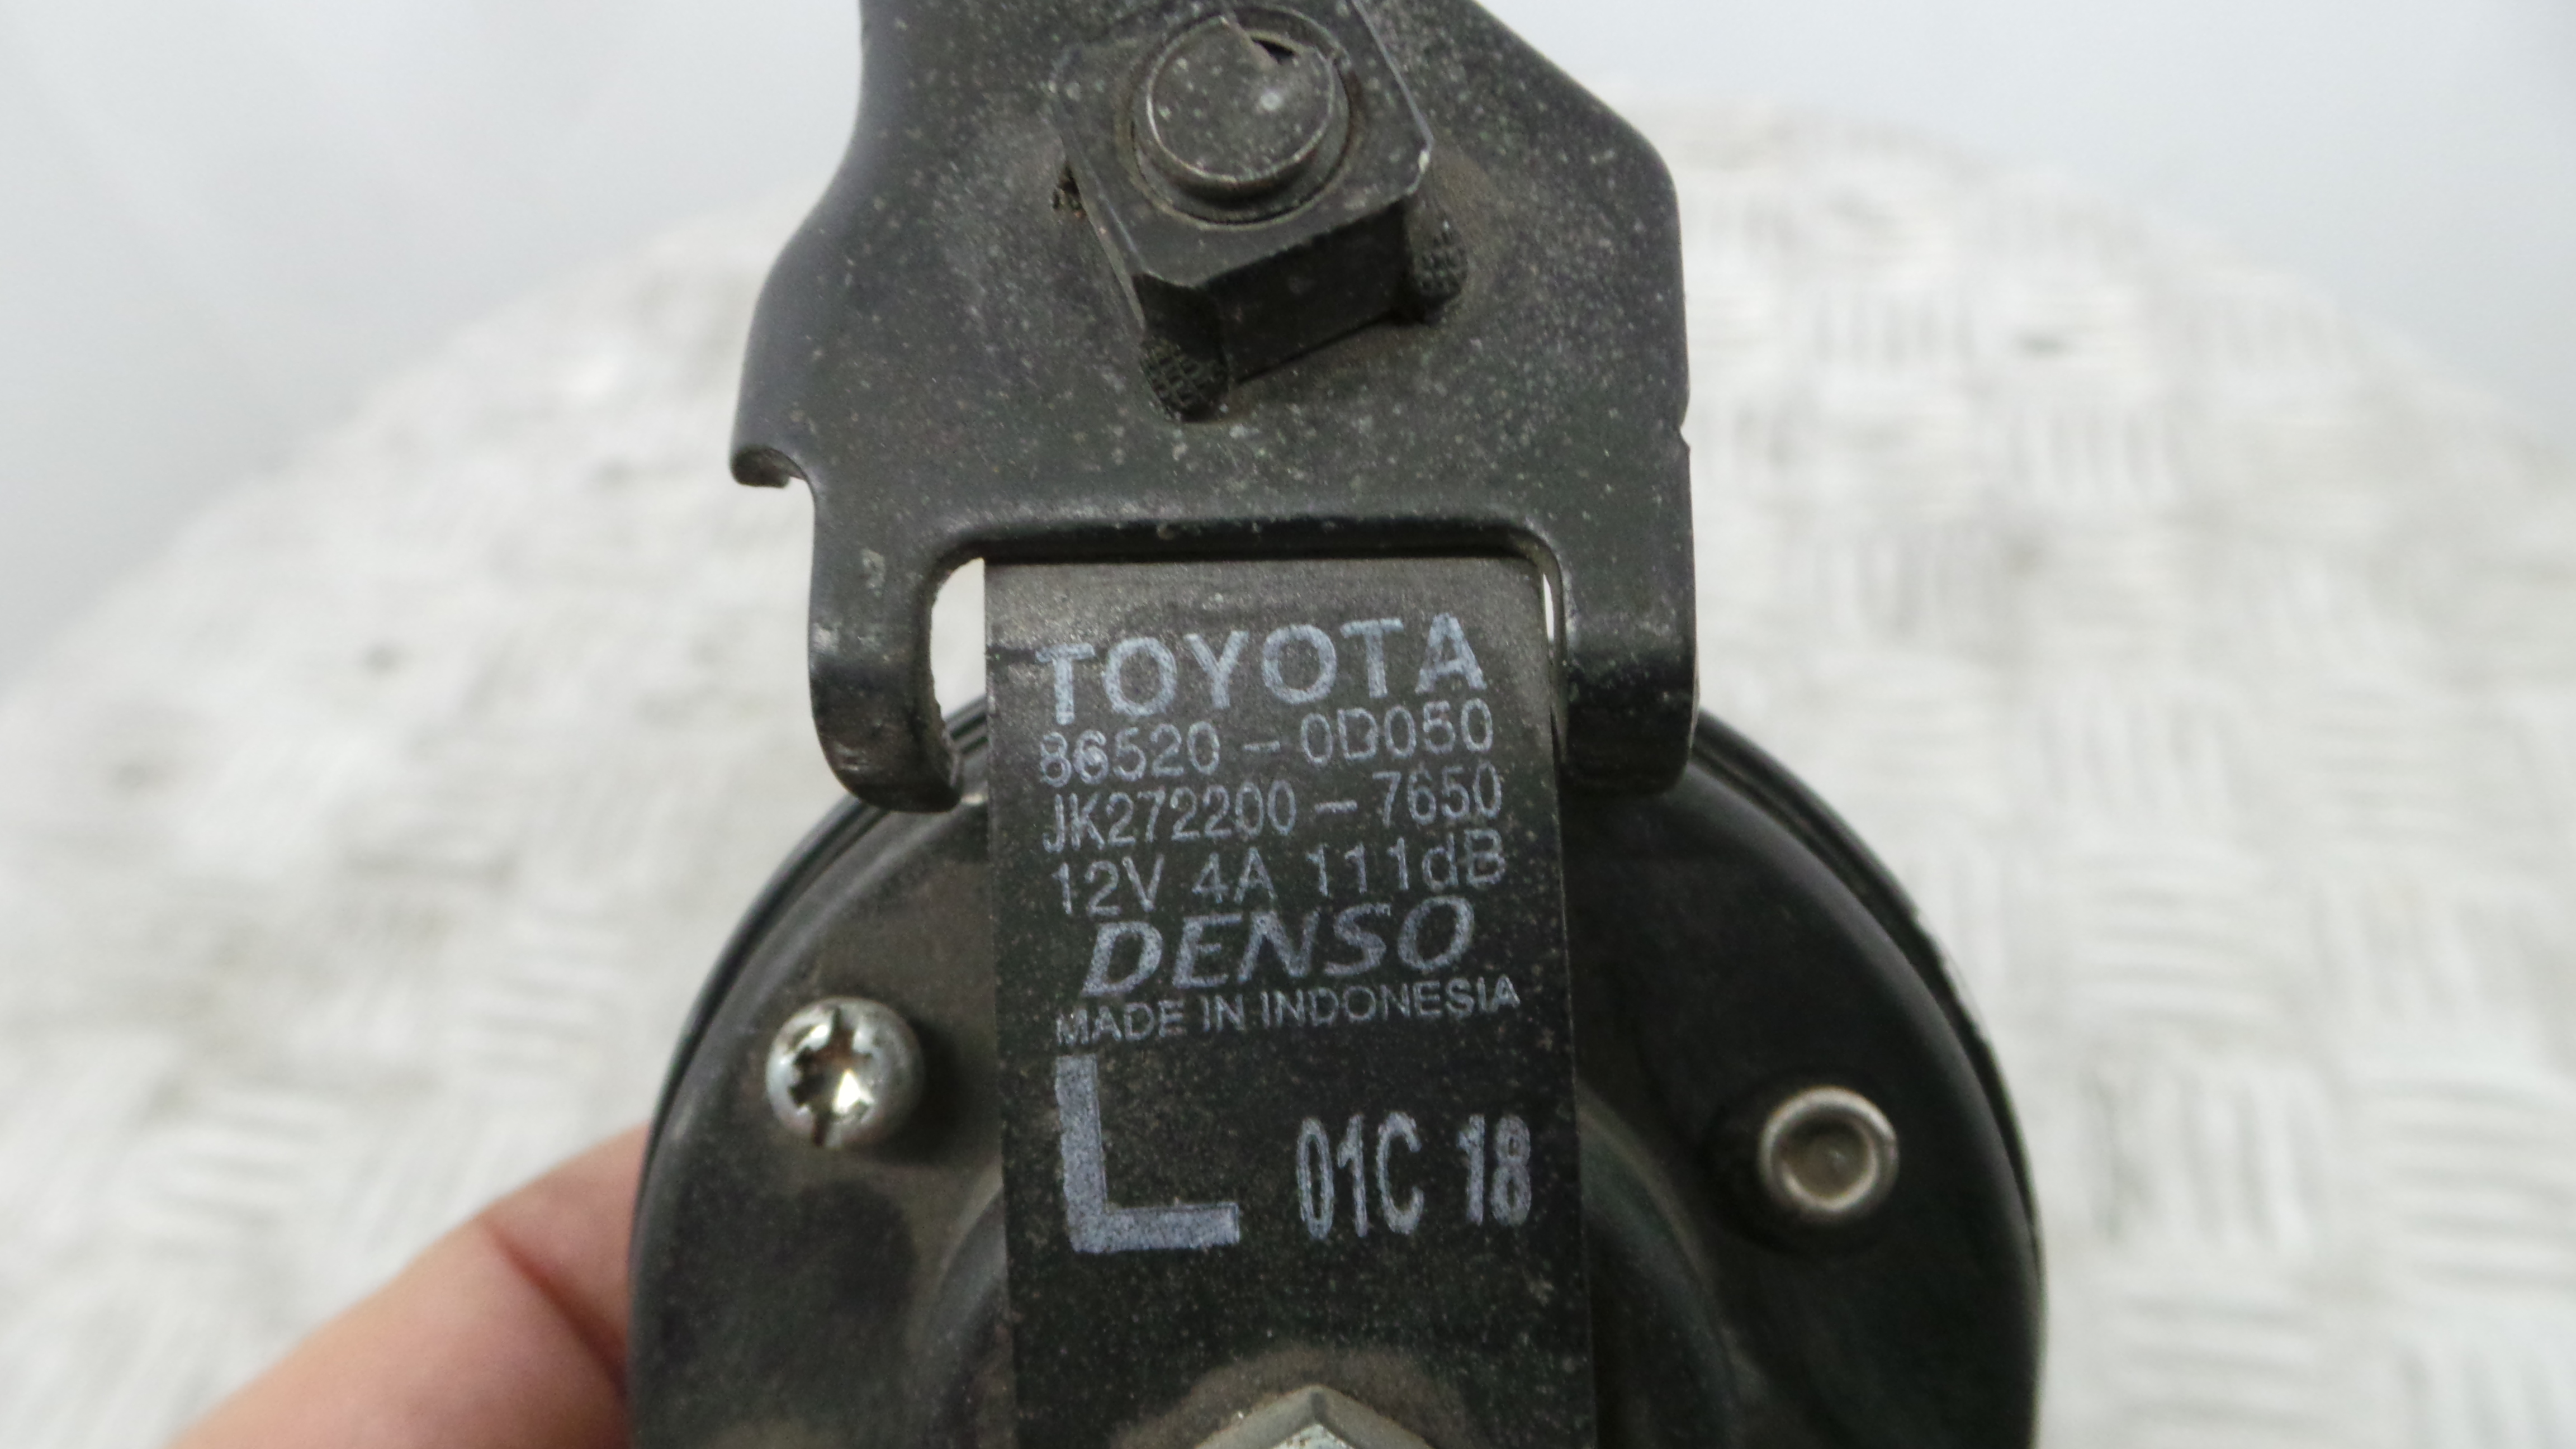 TOYOTA
86520-0D050
JK272200-7650
12V 4A 111dB
DENSO
MADE IN INDONESIA
L 01C 18